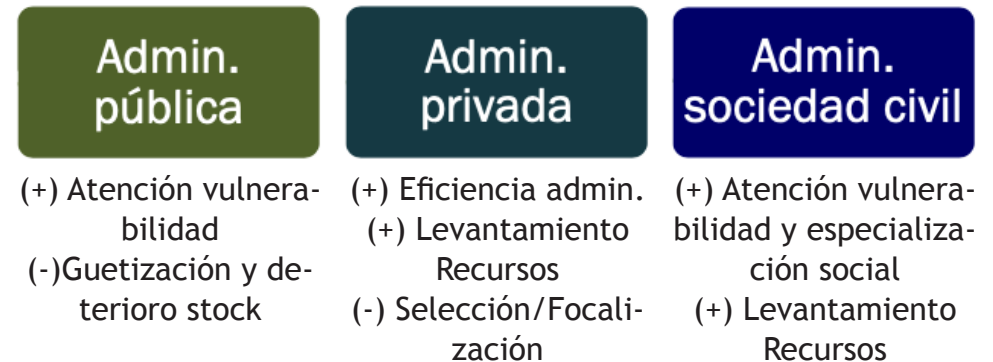 Admin.
pública
(+) Atención vulnera-
bilidad
(-)Guetización y de-
terioro stock
Admin.
privada
(+) Eficiencia admin.
(+) Levantamiento
Recursos
(-) Selección/Focali-
zación
Admin.
sociedad civil
(+) Atención vulnera-
bilidad y especializa-
ción social
(+) Levantamiento
Recursos